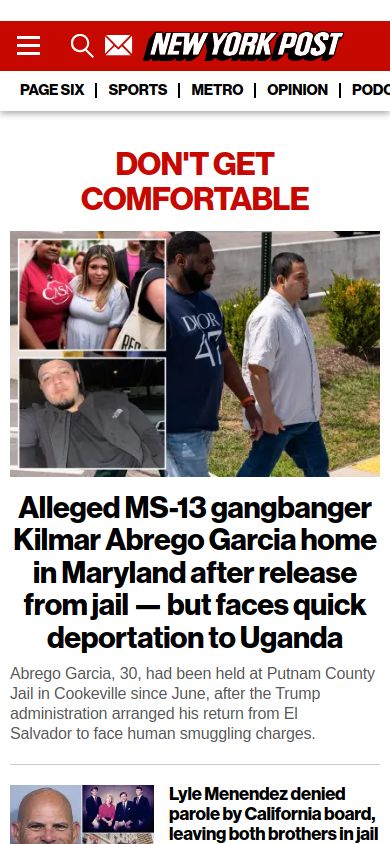 NEW YORK POST
PAGE SIX
SPORTS
METRO
OPINION
PODC
DON'T GET
COMFORTABLE
CASA
DIOR
47
Alleged MS-13 gangbanger
Kilmar Abrego Garcia home
in Maryland after release
from jail — but faces quick
deportation to Uganda
Abrego Garcia, 30, had been held at Putnam County
Jail in Cookeville since June, after the Trump
administration arranged his return from El
Salvador to face human smuggling charges.
Lyle Menendez denied
parole by California board,
leaving both brothers in jail